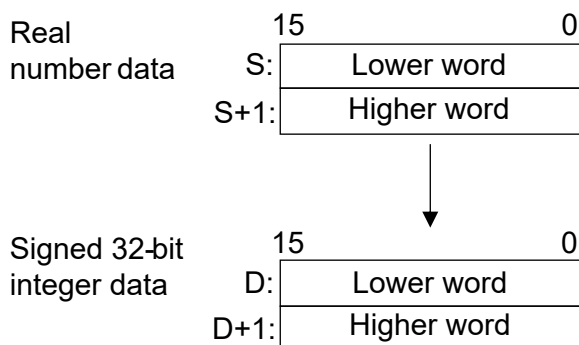 Real
number data
15 0
S: Lower word
S+1: Higher word
Signed 32-bit
integer data
15 0
D: Lower word
D+1: Higher word